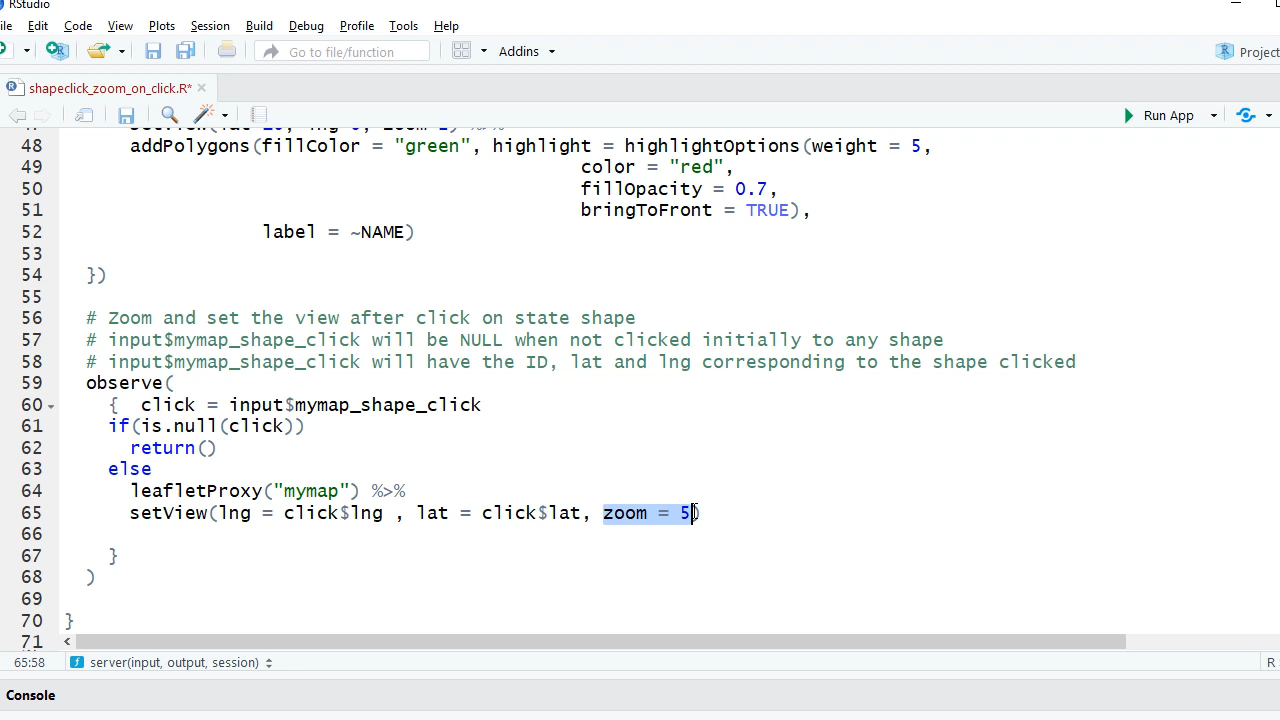 RStudio
ile Edit Code View Plots Session Build Debug Profile Tools Help
Go to file/function Addins Project
shapeclick_zoom_on_click.R*
Run App
48 addPolygons(fillColor = "green", highlight = highlightOptions(weight = 5,
49 color = "red",
50 fillOpacity = 0.7,
51 bringToFront = TRUE),
52 label = ~NAME)
53
54 })
55
56 # Zoom and set the view after click on state shape
57 # input$mymap_shape_click will be NULL when not clicked initially to any shape
58 # input$mymap_shape_click will have the ID, lat and lng corresponding to the shape clicked
59 observe(
60 { click = input$mymap_shape_click
61 if(is.null(click))
62 return()
63 else
64 leafletProxy("mymap") %>%
65 setView(lng = click$lng , lat = click$lat, zoom = 5)
66
67 }
68 )
69
70 }
71
65:58 server(input, output, session) R
Console